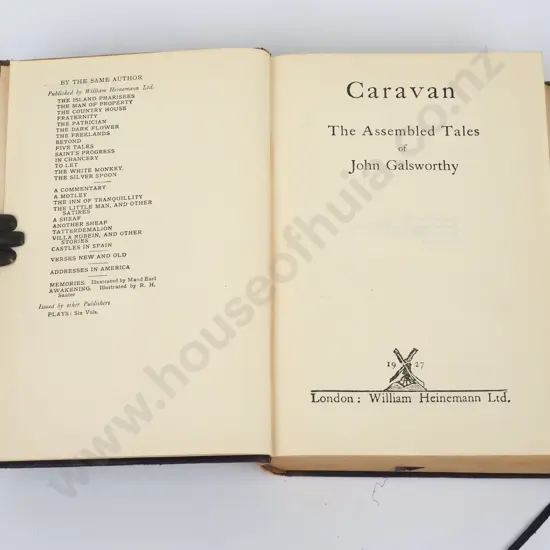 BY THE SAME AUTHOR
Published by William Heinemann Ltd.
THE ISLAND PHARISEES
THE MAN OF PROPERTY
THE COUNTRY HOUSE
FRATERNITY
THE PATRICIAN
THE DARK FLOWER
THE FREELANDS
BEYOND
FIVE TALES
SAINT'S PROGRESS
IN CHANCERY
TO LET
THE WHITE MONKEY
THE SILVER SPOON
A COMMENTARY
A MOTLEY
THE INN OF TRANQUILLITY
THE LITTLE MAN, AND OTHER
SATIRES
A SHEAF
ANOTHER SHEAF
TATTERDEMALION
VILLA RUBEIN, AND OTHER
STORIES
CASTLES IN SPAIN
VERSES NEW AND OLD
ADDRESSES IN AMERICA
MEMORIES. Illustrated by Maud Earl
AWAKENING. Illustrated by R. H.
Sauter
Issued by other Publishers
PLAYS: Six Vols.
Caravan
The Assembled Tales
of
John Galsworthy
1927
London: William Heinemann Ltd.
www.houseofhula.co.nz